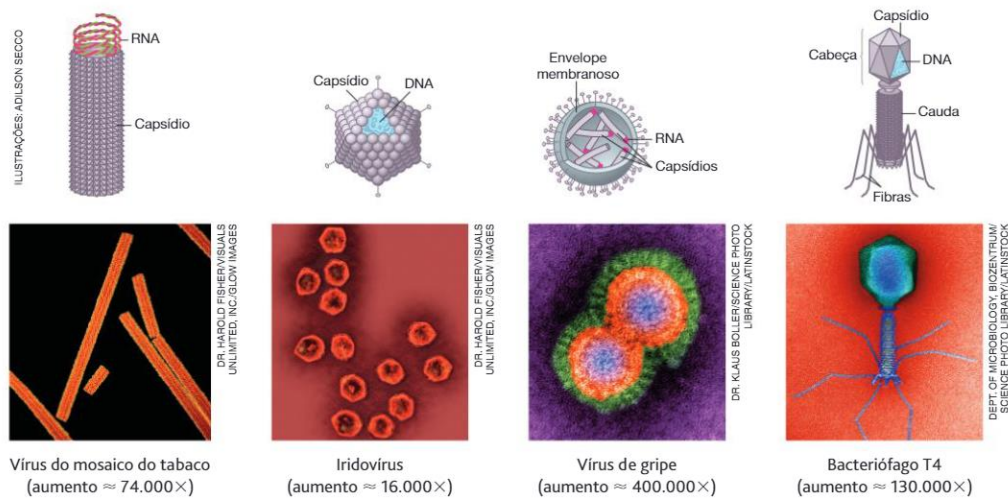 ILUSTRAÇÕES: ADILSON SECCO
RNA
Capsídio
Capsídio
DNA
Envelope
membranoso
RNA
Capsídios
Capsídio
Cabeça
DNA
Cauda
Fibras
DR. HAROLD FISHER/VISUALS
UNLIMITED, INC./GLOW IMAGES
DR. HAROLD FISHER/VISUALS
UNLIMITED, INC./GLOW IMAGES
DR. KLAUS BOLLER/SCIENCE PHOTO
LIBRARY/LATINSTOCK
DEPT. OF MICROBIOLOGY, BIOZENTRUM/
SCIENCE PHOTO LIBRARY/LATINSTOCK
Vírus do mosaico do tabaco
(aumento ≈ 74.000×)
Iridovírus
(aumento ≈ 16.000×)
Vírus de gripe
(aumento ≈ 400.000×)
Bacteriófago T4
(aumento ≈ 130.000×)